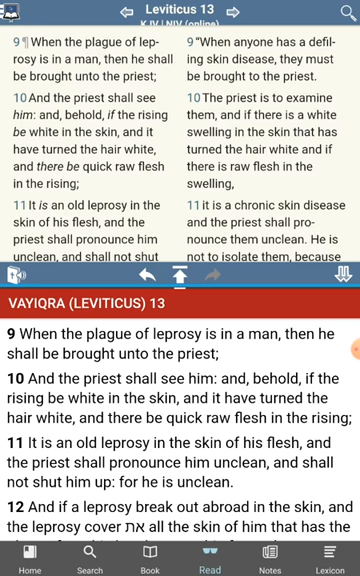 Leviticus 13
KJV | NIV (online)
9 ¶ When the plague of lep-
rosy is in a man, then he shall
be brought unto the priest;
10 And the priest shall see
him: and, behold, if the rising
be white in the skin, and it
have turned the hair white,
and there be quick raw flesh
in the rising;
11 It is an old leprosy in the
skin of his flesh, and the
priest shall pronounce him
unclean, and shall not shut
9 “When anyone has a defil-
ing skin disease, they must
be brought to the priest.
10 The priest is to examine
them, and if there is a white
swelling in the skin that has
turned the hair white and if
there is raw flesh in the
swelling,
11 it is a chronic skin disease
and the priest shall pro-
nounce them unclean. He is
not to isolate them, because
VAYIQRA (LEVITICUS) 13
9 When the plague of leprosy is in a man, then he
shall be brought unto the priest;
10 And the priest shall see him: and, behold, if the
rising be white in the skin, and it have turned the
hair white, and there be quick raw flesh in the rising;
11 It is an old leprosy in the skin of his flesh, and
the priest shall pronounce him unclean, and shall
not shut him up: for he is unclean.
12 And if a leprosy break out abroad in the skin, and
the leprosy cover את all the skin of him that has the
Home
Search
Book
Read
Notes
Lexicon